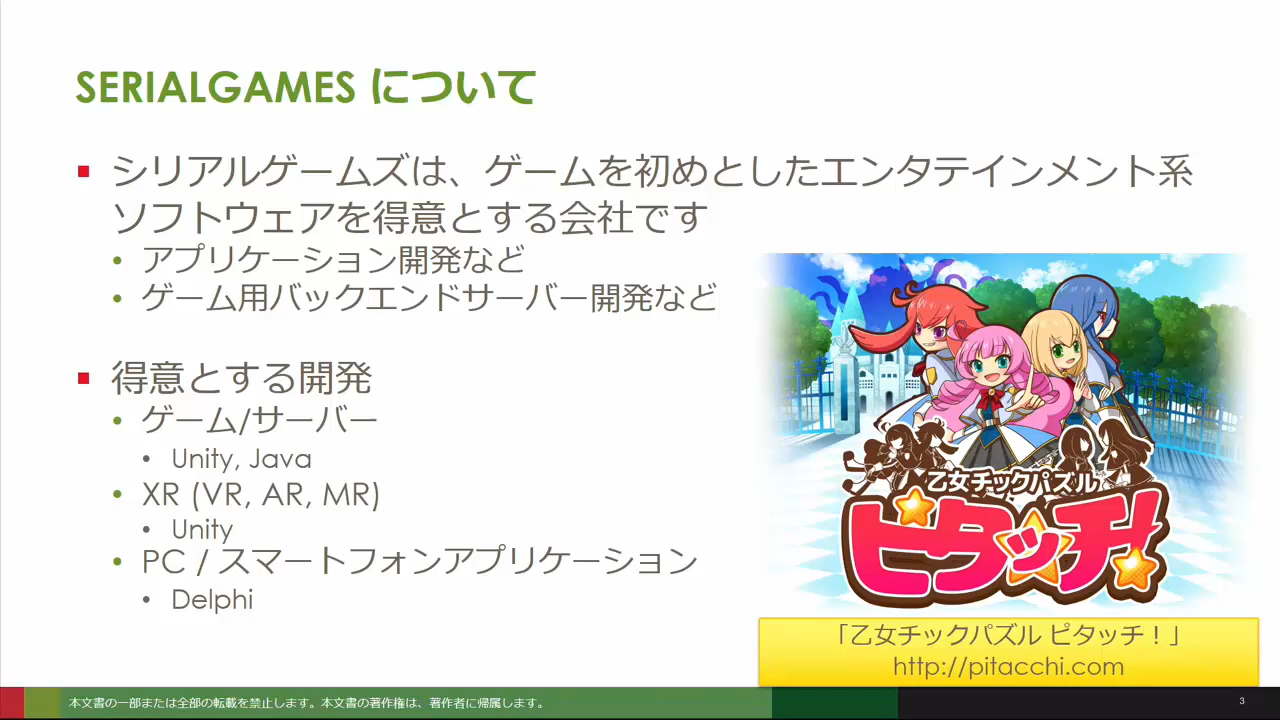 SERIALGAMES について
シリアルゲームズは、ゲームを初めとしたエンタテインメント系
ソフトウェアを得意とする会社です
アプリケーション開発など
ゲーム用バックエンドサーバー開発など
得意とする開発
ゲーム/サーバー
Unity, Java
XR (VR, AR, MR)
Unity
PC / スマートフォンアプリケーション
Delphi
乙女チックパズル
ピタッチ!
「乙女チックパズル ピタッチ！」
http://pitacchi.com
本文書の一部または全部の転載を禁止します。本文書の著作権は、著作者に帰属します。
3